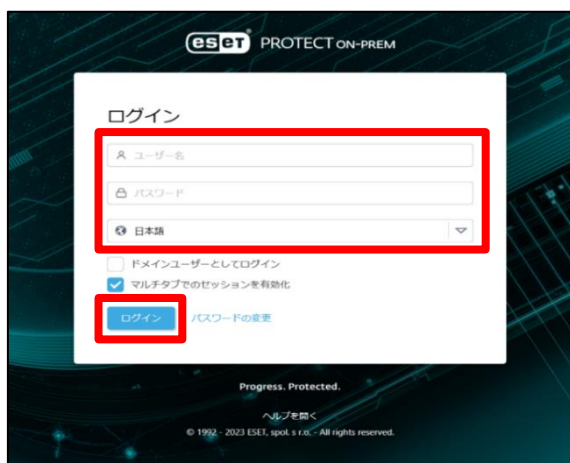 eset PROTECT ON-PREM
ログイン
ユーザー名
パスワード
日本語
ドメインユーザーとしてログイン
マルチタブでのセッションを有効化
ログイン パスワードの変更
Progress. Protected.
ヘルプを開く
© 1992 - 2023 ESET, spol. s r.o. - All rights reserved.